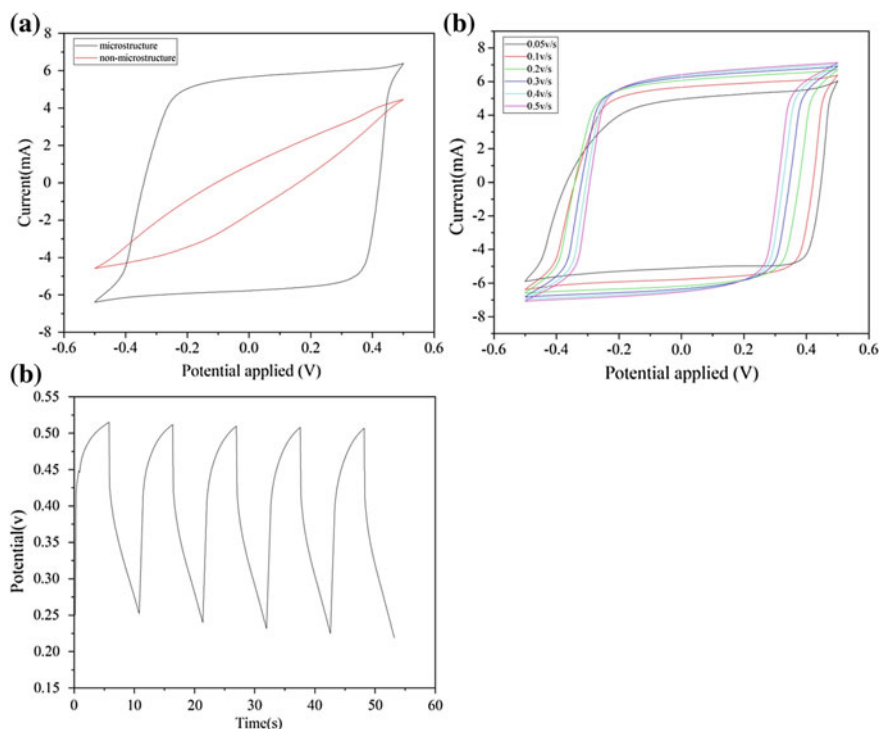 (a)
microstructure
non-microstructure
8
6
4
2
0
-2
-4
-6
-8
Current(mA)
-0.6 -0.4 -0.2 0.0 0.2 0.4 0.6
Potential applied (V)
(b)
0.05v/s
0.1v/s
0.2v/s
0.3v/s
0.4v/s
0.5v/s
8
6
4
2
0
-2
-4
-6
-8
Current(mA)
-0.6 -0.4 -0.2 0.0 0.2 0.4 0.6
Potential applied (V)
(b)
0.55
0.50
0.45
0.40
0.35
0.30
0.25
0.20
0.15
Potential(v)
0 10 20 30 40 50 60
Time(s)